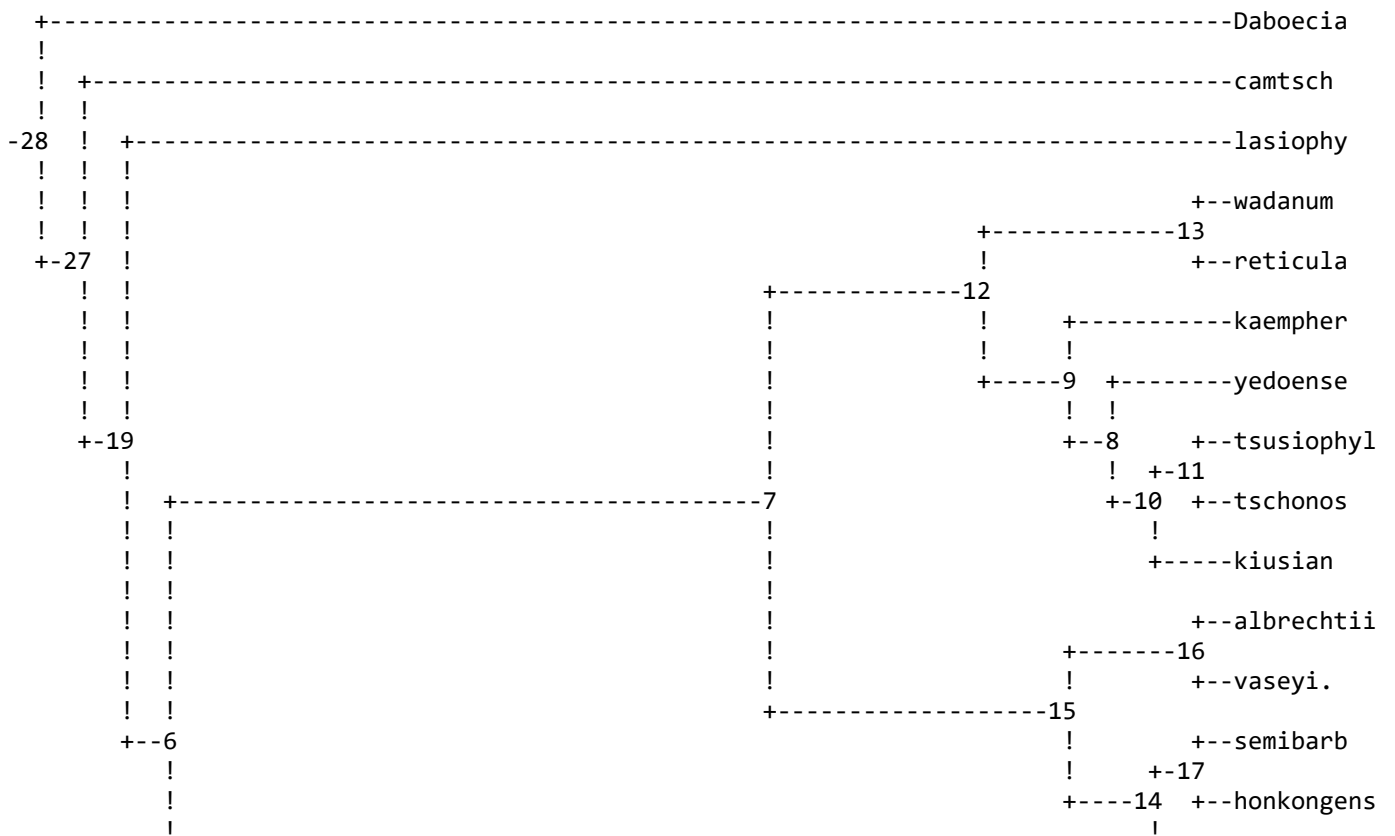 +-----------------------------------------------------------------------------------Daboecia
  !
  !  +--------------------------------------------------------------------------------camtsch
  !  !
-28  !  +-----------------------------------------------------------------------------lasiophy
  !  !  !
  !  !  !                                                                          +--wadanum
  !  !  !                                                           +-------------13
  +-27  !                                                           !              +--reticula
     !  !                                            +-------------12
     !  !                                            !              !     +-----------kaempher
     !  !                                            !              !     !
     !  !                                            !              +-----9  +--------yedoense
     !  !                                            !                    !  !
     +-19                                            !                    +--8     +--tsusiophyl
        !                                            !                       !  +-11
        !  +-----------------------------------------7                       +-10  +--tschonos
        !  !                                         !                          !
        !  !                                         !                          +-----kiusian
        !  !                                         !
        !  !                                         !                             +--albrechtii
        !  !                                         !                    +-------16
        !  !                                         !                    !        +--vaseyi.
        !  !                                         +-------------------15
        +--6                                                              !        +--semibarb
           !                                                              !     +-17
           !                                                              +----14  +--honkongens
           !                                                                    !